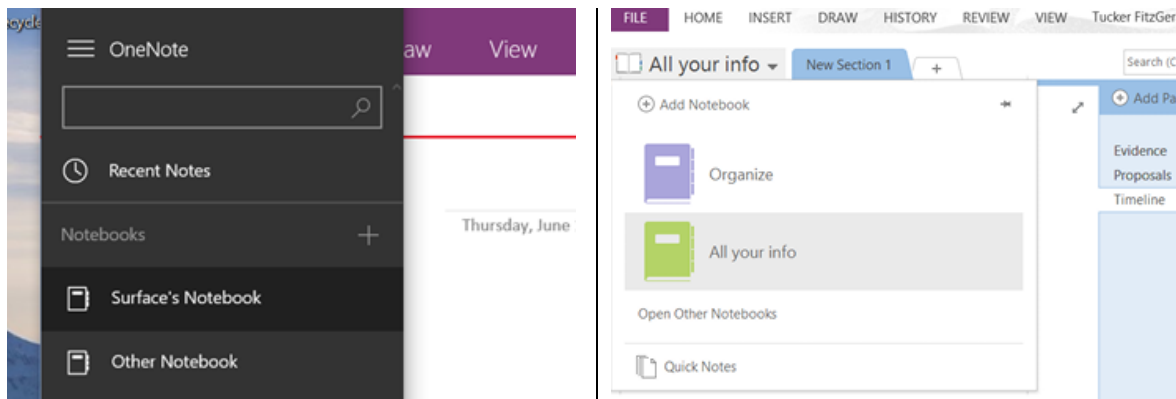 OneNote
View
Recent Notes
Notebooks
Thursday, June
Surface's Notebook
Other Notebook
FILE HOME INSERT DRAW HISTORY REVIEW VIEW Tucker
All your info New Section 1
Search
Add Notebook
Add
Organize
Evidence
Proposals
Timeline
All your info
Open Other Notebooks
Quick Notes